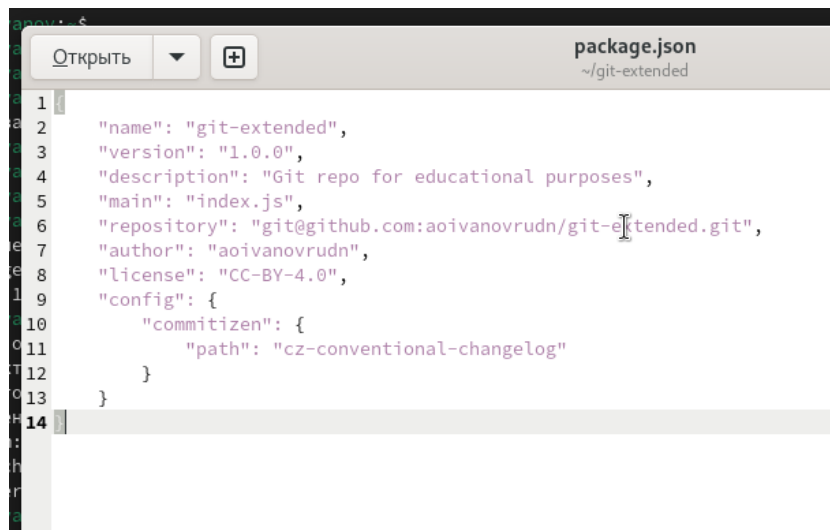 Открыть
package.json
~/git-extended
1 {
2 "name": "git-extended",
3 "version": "1.0.0",
4 "description": "Git repo for educational purposes",
5 "main": "index.js",
6 "repository": "git@github.com:aoivanovrudn/git-extended.git",
7 "author": "aoivanovrudn",
8 "license": "CC-BY-4.0",
9 "config": {
10 "commitizen": {
11 "path": "cz-conventional-changelog"
12 }
13 }
14 }